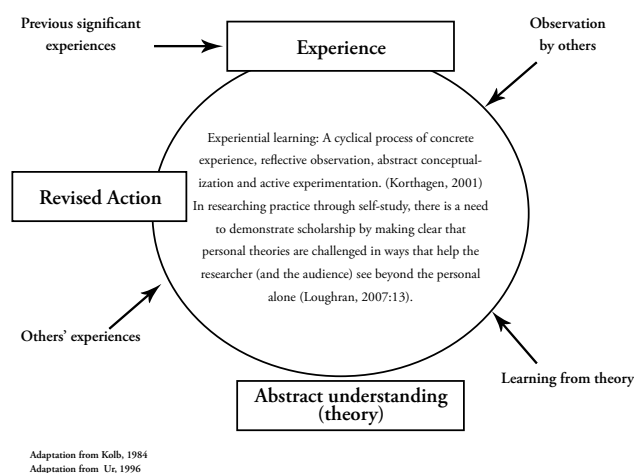 Previous significant
experiences
Experience
Observation
by others
Experiential learning: A cyclical process of concrete
experience, reflective observation, abstract conceptual-
ization and active experimentation. (Korthagen, 2001)
In researching practice through self-study, there is a need
to demonstrate scholarship by making clear that
personal theories are challenged in ways that help the
researcher (and the audience) see beyond the personal
alone (Loughran, 2007:13).
Revised Action
Others' experiences
Learning from theory
Abstract understanding
(theory)
Adaptation from Kolb, 1984
Adaptation from Ur, 1996